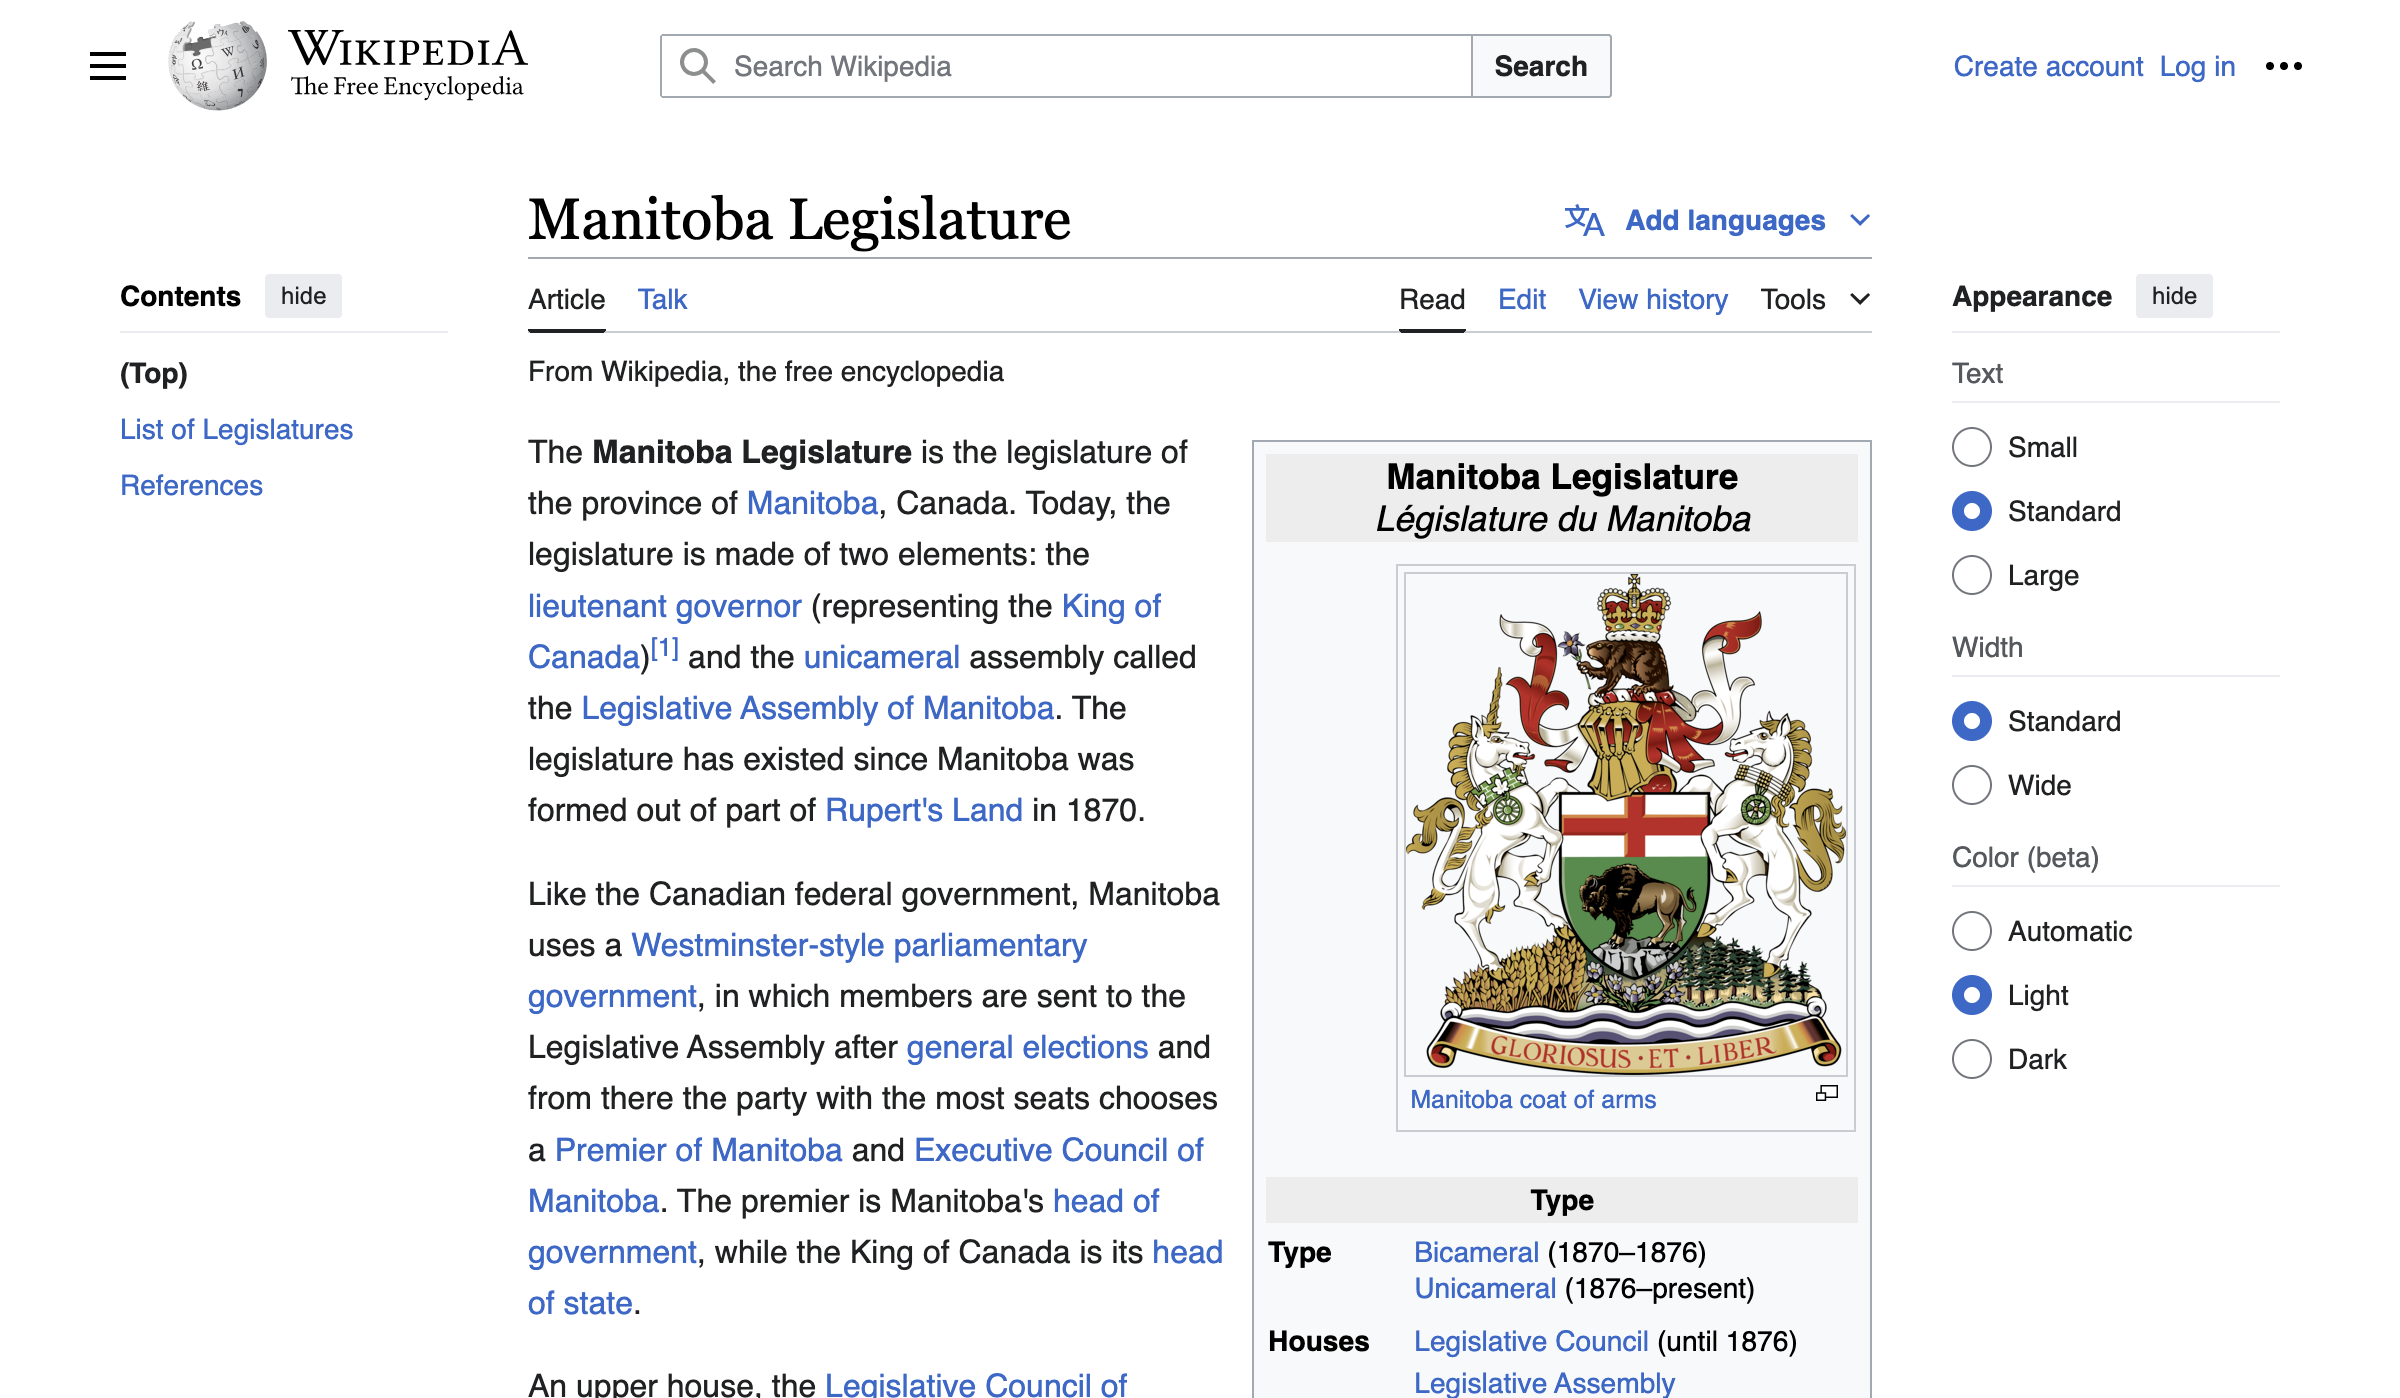 WIKIPEDIA
The Free Encyclopedia
Search Wikipedia
Search
Create account Log in
Manitoba Legislature
Add languages
Contents hide
(Top)
List of Legislatures
References
Article Talk
Read Edit View history Tools
From Wikipedia, the free encyclopedia
The Manitoba Legislature is the legislature of
the province of Manitoba, Canada. Today, the
legislature is made of two elements: the
lieutenant governor (representing the King of
Canada)[1] and the unicameral assembly called
the Legislative Assembly of Manitoba. The
legislature has existed since Manitoba was
formed out of part of Rupert's Land in 1870.
Like the Canadian federal government, Manitoba
uses a Westminster-style parliamentary
government, in which members are sent to the
Legislative Assembly after general elections and
from there the party with the most seats chooses
a Premier of Manitoba and Executive Council of
Manitoba. The premier is Manitoba's head of
government, while the King of Canada is its head
of state.
An upper house, the Legislative Council of
Manitoba Legislature
Législature du Manitoba
GLORIOSUS · ET · LIBER
Manitoba coat of arms
Type
Type Bicameral (1870–1876)
Unicameral (1876–present)
Houses Legislative Council (until 1876)
Legislative Assembly
Appearance hide
Text
Small
Standard
Large
Width
Standard
Wide
Color (beta)
Automatic
Light
Dark